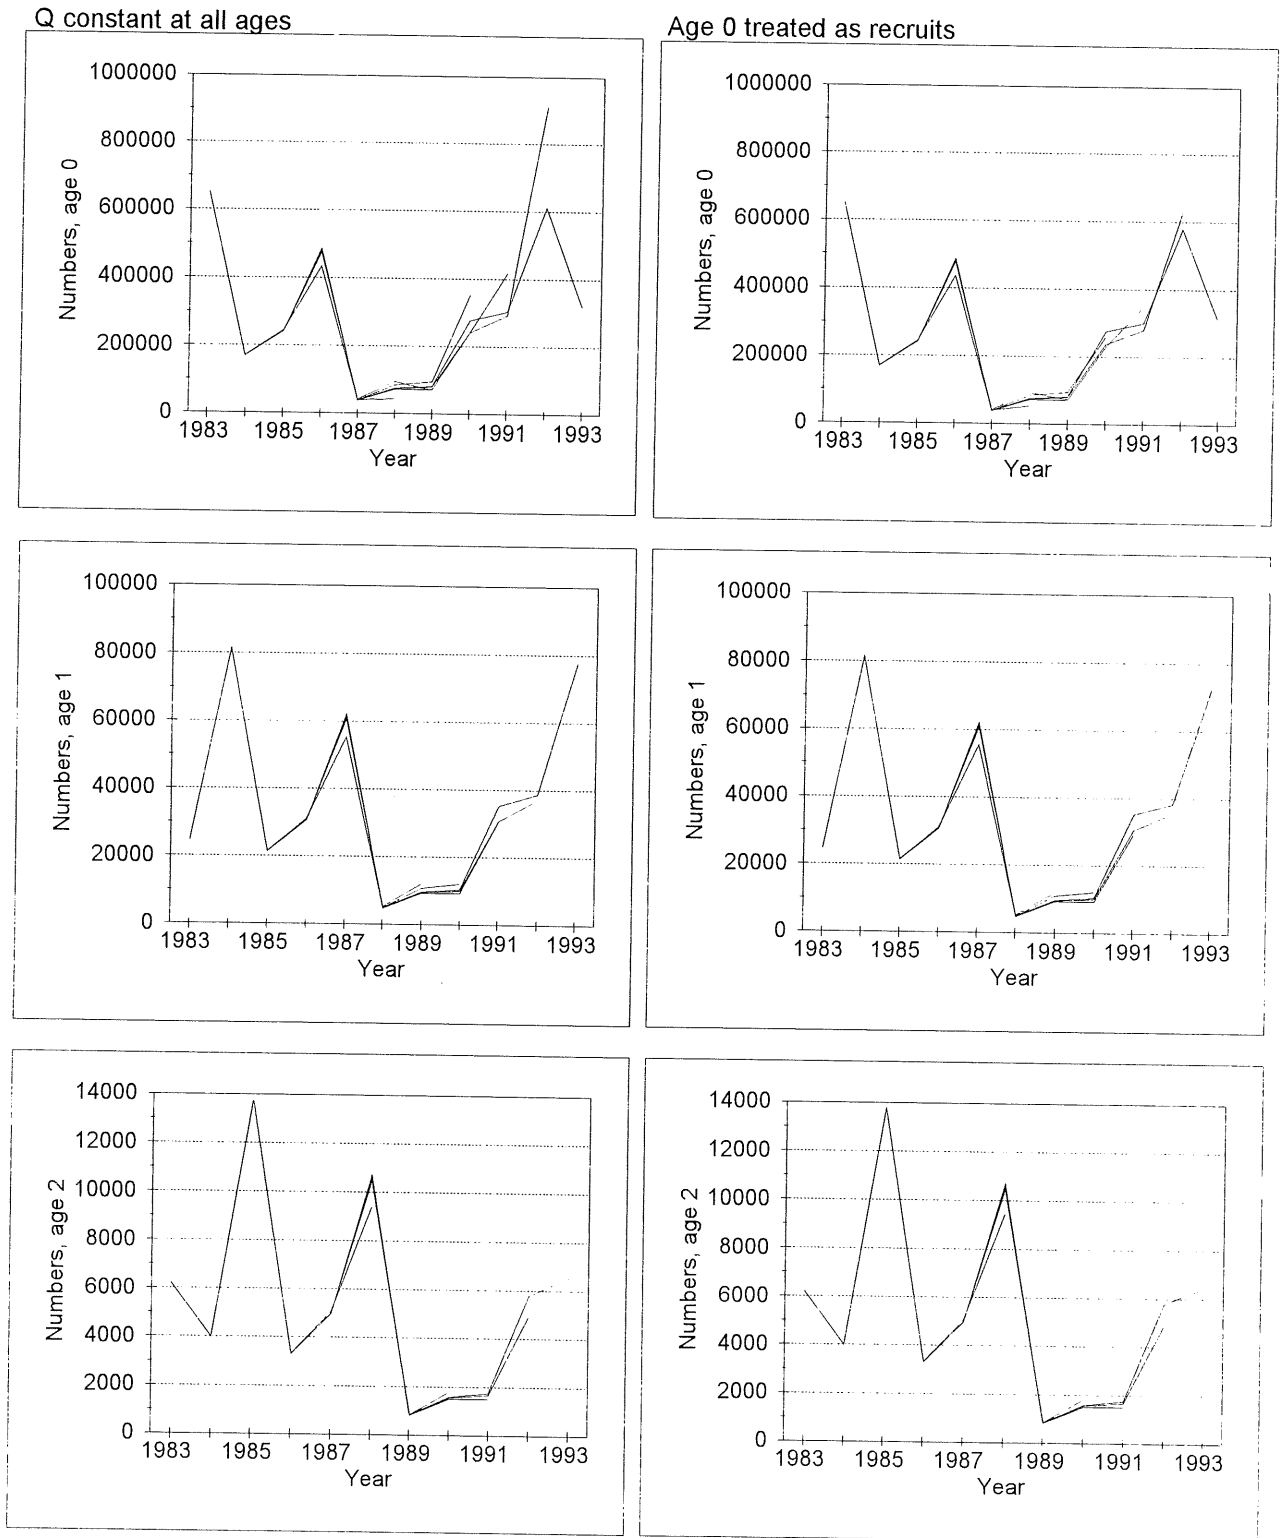 Q constant at all ages
Age 0 treated as recruits
Numbers, age 0
1000000
800000
600000
400000
200000
0
1983 1985 1987 1989 1991 1993
Year
Numbers, age 0
1000000
800000
600000
400000
200000
0
1983 1985 1987 1989 1991 1993
Year
Numbers, age 1
100000
80000
60000
40000
20000
0
1983 1985 1987 1989 1991 1993
Year
Numbers, age 1
100000
80000
60000
40000
20000
0
1983 1985 1987 1989 1991 1993
Year
Numbers, age 2
14000
12000
10000
8000
6000
4000
2000
0
1983 1985 1987 1989 1991 1993
Year
Numbers, age 2
14000
12000
10000
8000
6000
4000
2000
0
1983 1985 1987 1989 1991 1993
Year